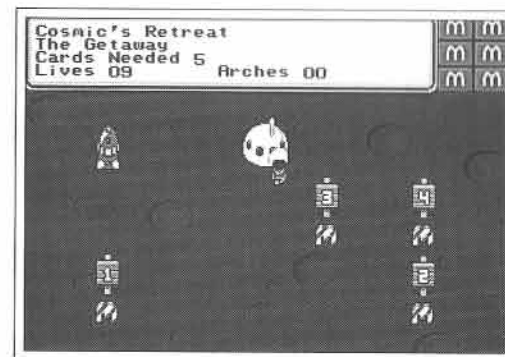 Cosmic's Retreat
The Getaway
Cards Needed 5
Lives 09 Arches 00
3 4
1 2